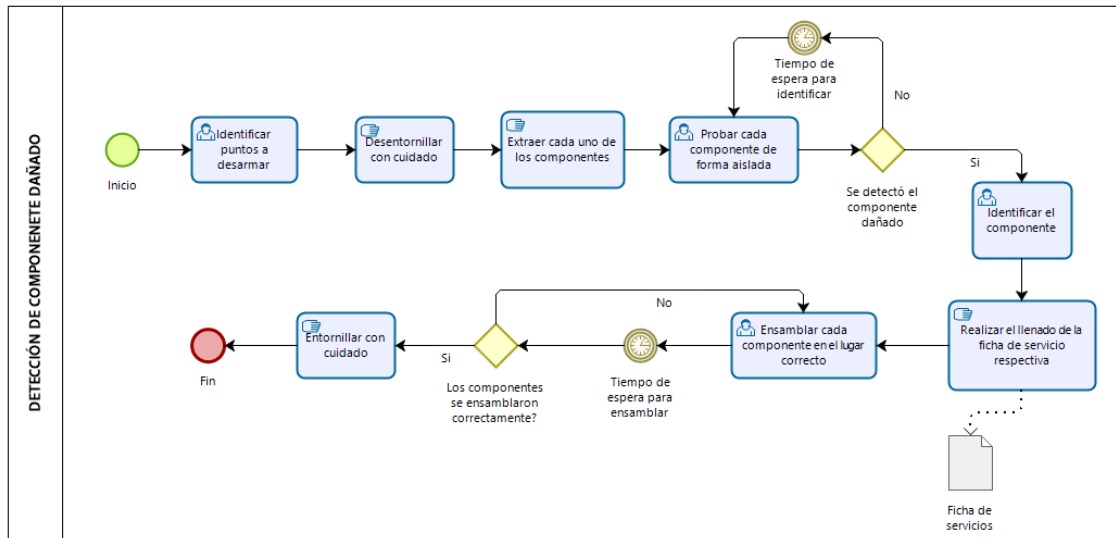 DETECCIÓN DE COMPONENETE DAÑADO
Inicio
Identificar
puntos a
desarmar
Desentornillar
con cuidado
Extraer cada uno de
los componentes
Probar cada
componente de
forma aislada
Tiempo de
espera para
identificar
No
Se detectó el
componente
dañado
Si
Identificar el
componente
Realizar el llenado de la
ficha de servicio
respectiva
Ficha de
servicios
Ensamblar cada
componente en el lugar
correcto
Tiempo de
espera para
ensamblar
No
Los componentes
se ensamblaron
correctamente?
Si
Entornillar con
cuidado
Fin